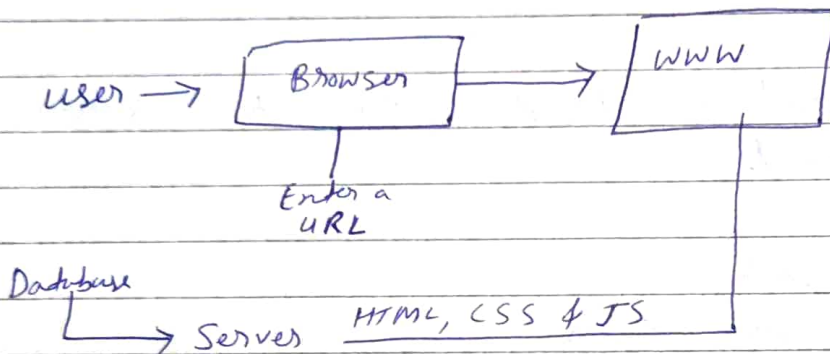 user
Browser
WWW
Enter a
URL
Database
Server
HTML, CSS & JS